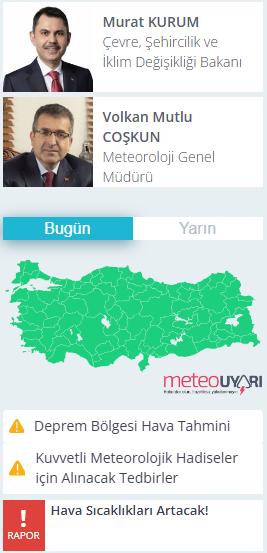 Murat KURUM
Çevre, Şehircilik ve
İklim Değişikliği Bakanı
Volkan Mutlu
COŞKUN
Meteoroloji Genel
Müdürü
Bugün
Yarın
meteoUYARI
Deprem Bölgesi Hava Tahmini
Kuvvetli Meteorolojik Hadiseler
için Alınacak Tedbirler
!
RAPOR
Hava Sıcaklıkları Artacak!